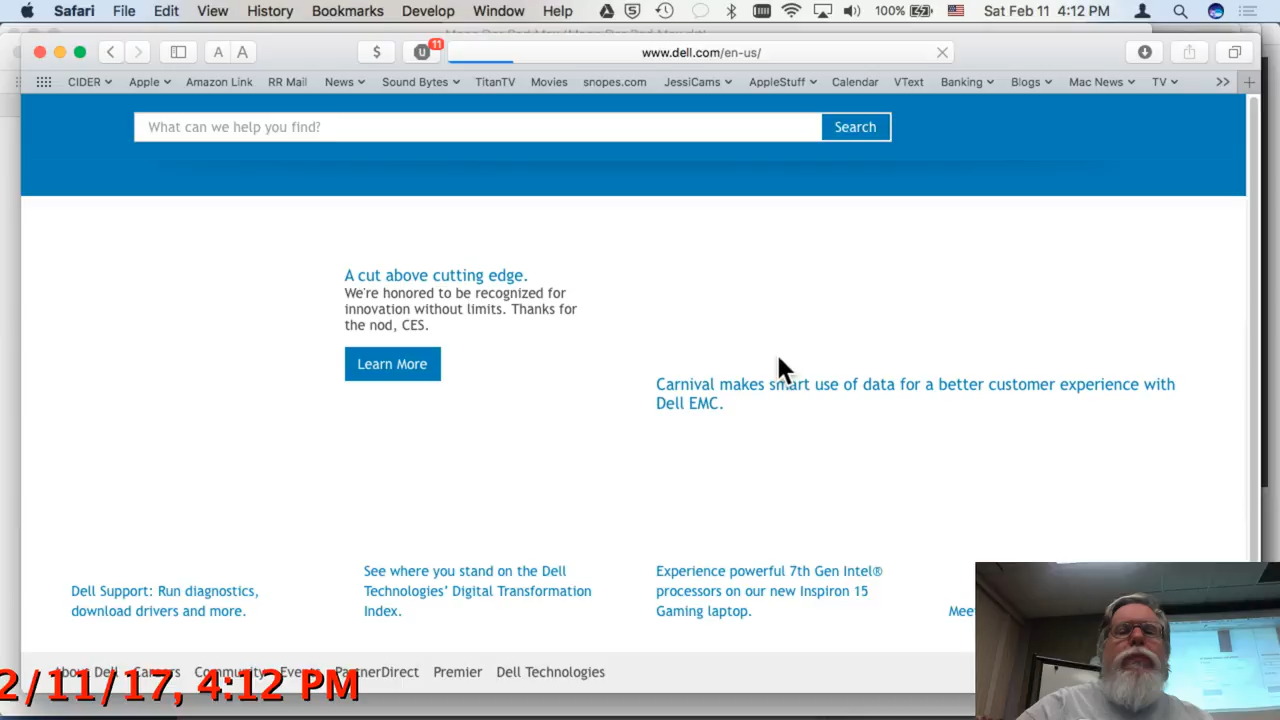 Safari File Edit View History Bookmarks Develop Window Help 100% Sat Feb 11 4:12 PM
$ 11 www.dell.com/en-us/
A A
CIDER Apple Amazon Link RR Mail News Sound Bytes TitanTV Movies snopes.com JessiCams AppleStuff Calendar VText Banking Blogs Mac News TV >>
What can we help you find? Search
A cut above cutting edge.
We're honored to be recognized for
innovation without limits. Thanks for
the nod, CES.
Learn More
Carnival makes smart use of data for a better customer experience with
Dell EMC.
Dell Support: Run diagnostics,
download drivers and more.
See where you stand on the Dell
Technologies' Digital Transformation
Index.
Experience powerful 7th Gen Intel®
processors on our new Inspiron 15
Gaming laptop.
About Dell Careers Community Events PartnerDirect Premier Dell Technologies
2/11/17, 4:12 PM